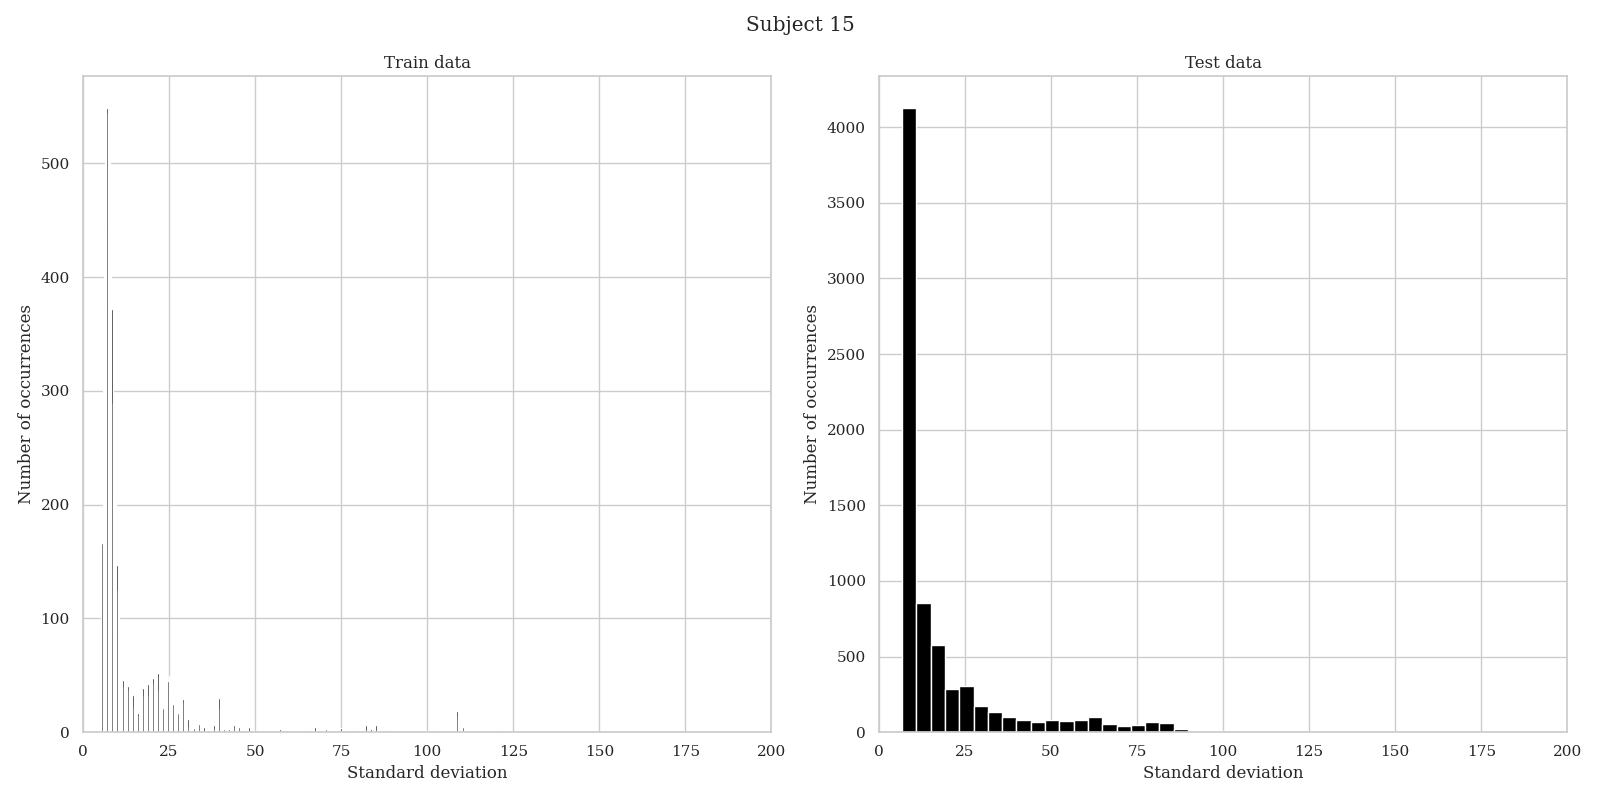 Subject 15
Train data
500
400
300
200
100
0
0 25 50 75 100 125 150 175 200
Number of occurrences
Standard deviation
Test data
4000
3500
3000
2500
2000
1500
1000
500
0
0 25 50 75 100 125 150 175 200
Number of occurrences
Standard deviation